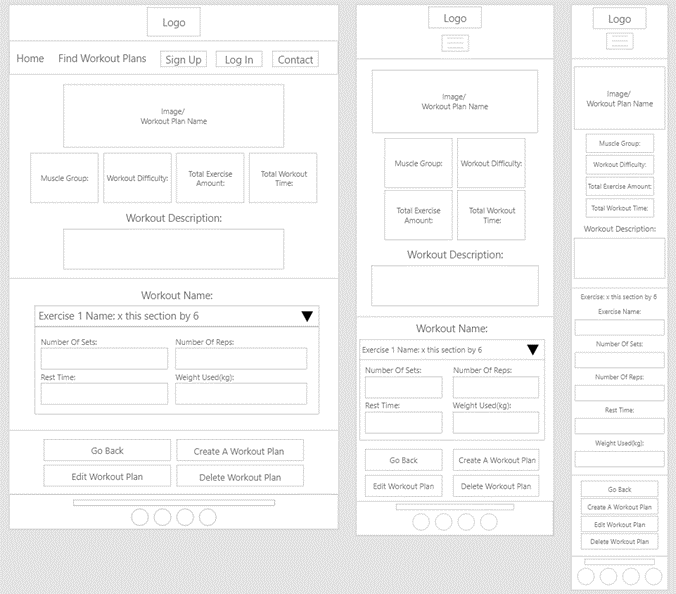 Logo
Home Find Workout Plans Sign Up Log In Contact
Image/
Workout Plan Name
Muscle Group: Workout Difficulty: Total Exercise Amount: Total Workout Time:
Workout Description:
Workout Name:
Exercise 1 Name: x this section by 6
Number Of Sets: Number Of Reps:
Rest Time: Weight Used(kg):
Go Back Create A Workout Plan
Edit Workout Plan Delete Workout Plan
Logo
Image/
Workout Plan Name
Muscle Group: Workout Difficulty:
Total Exercise Amount: Total Workout Time:
Workout Description:
Workout Name:
Exercise 1 Name: x this section by 6
Number Of Sets: Number Of Reps:
Rest Time: Weight Used(kg):
Go Back Create A Workout Plan
Edit Workout Plan Delete Workout Plan
Logo
Image/
Workout Plan Name
Muscle Group:
Workout Difficulty:
Total Exercise Amount:
Total Workout Time:
Workout Description:
Exercise: x this section by 6
Exercise Name:
Number Of Sets:
Number Of Reps:
Rest Time:
Weight Used(kg):
Go Back
Create A Workout Plan
Edit Workout Plan
Delete Workout Plan